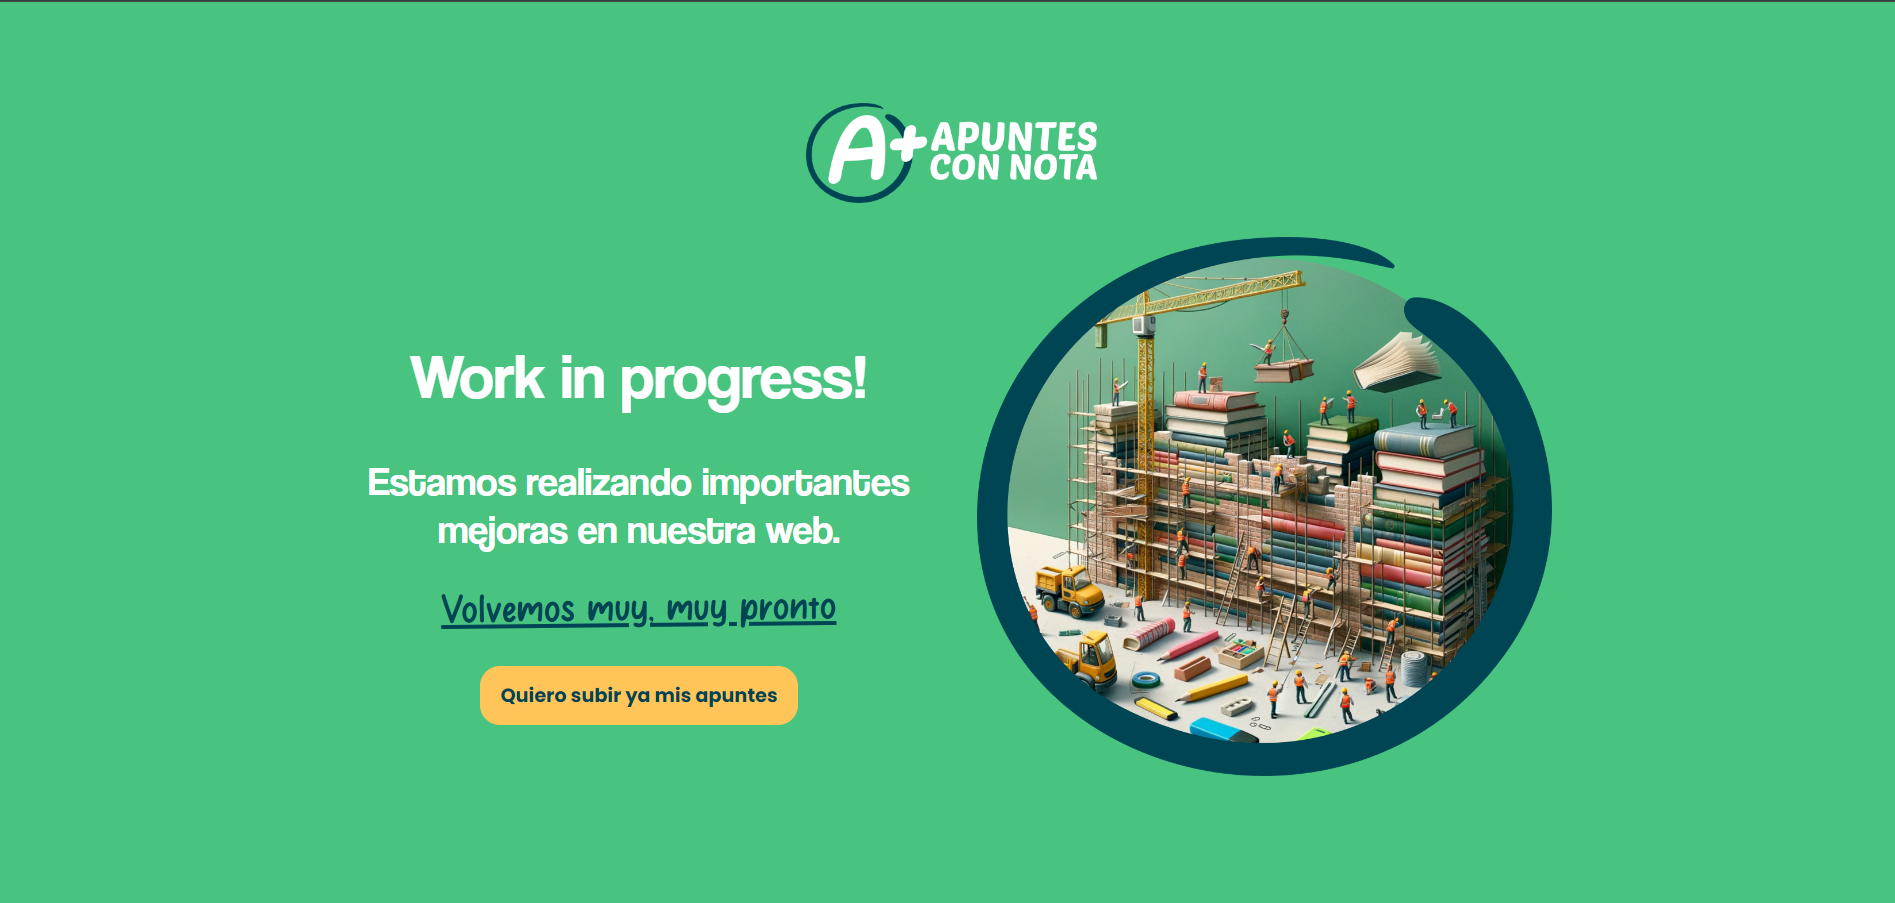 A+ APUNTES
CON NOTA
Work in progress!
Estamos realizando importantes
mejoras en nuestra web.
Volvemos muy, muy pronto
Quiero subir ya mis apuntes